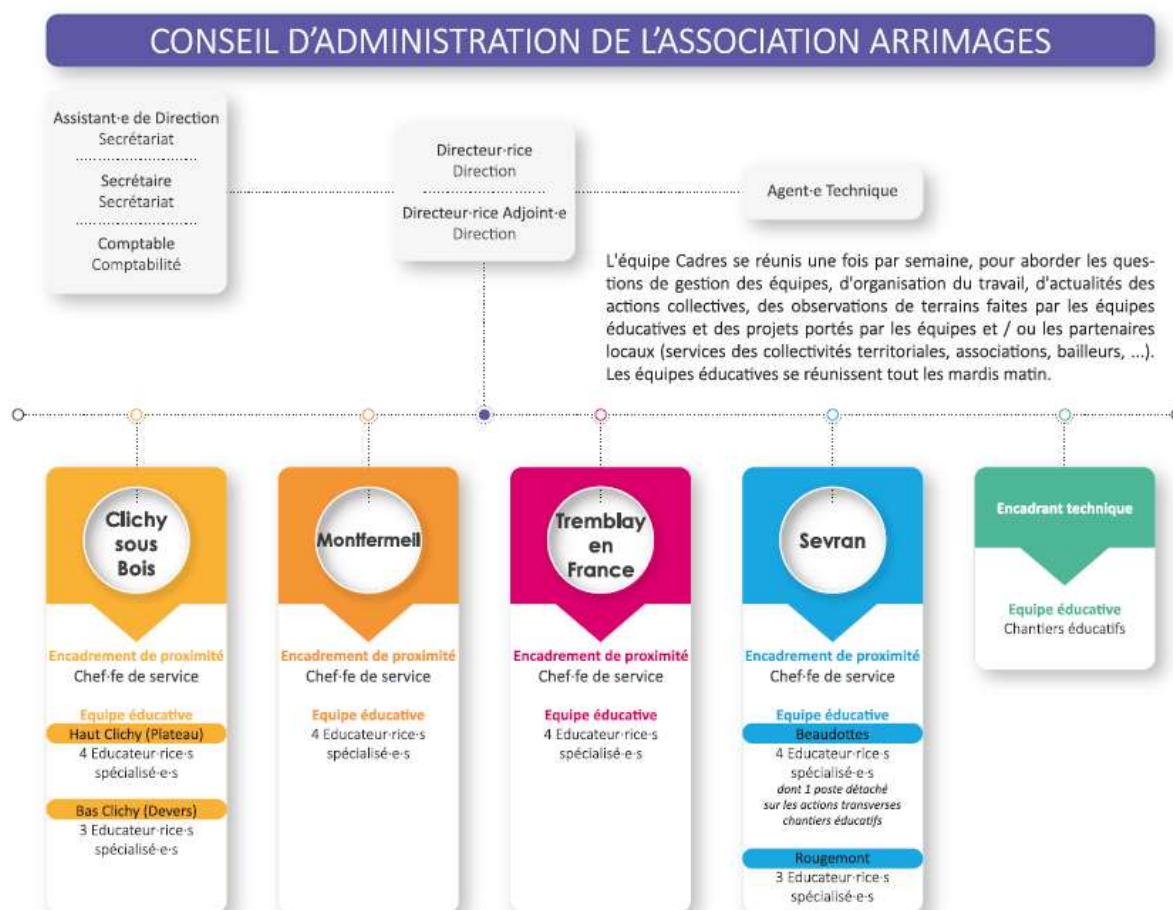 CONSEIL D'ADMINISTRATION DE L'ASSOCIATION ARRIMAGES
Assistant·e de Direction
Secrétariat
Secrétaire
Secrétariat
Comptable
Comptabilité
Directeur·rice
Direction
Directeur·rice Adjoint·e
Direction
Agent·e Technique
L'équipe Cadres se réunis une fois par semaine, pour aborder les ques-
tions de gestion des équipes, d'organisation du travail, d'actualités des
actions collectives, des observations de terrains faites par les équipes
éducatives et des projets portés par les équipes et / ou les partenaires
locaux (services des collectivités territoriales, associations, bailleurs, ...).
Les équipes éducatives se réunissent tout les mardis matin.
Clichy
sous
Bois
Encadrement de proximité
Chef·fe de service
Equipe éducative
Haut Clichy (Plateau)
4 Educateur·rice·s
spécialisé·e·s
Bas Clichy (Devers)
3 Educateur·rice·s
spécialisé·e·s
Montfermeil
Encadrement de proximité
Chef·fe de service
Equipe éducative
4 Educateur·rice·s
spécialisé·e·s
Tremblay
en
France
Encadrement de proximité
Chef·fe de service
Equipe éducative
4 Educateur·rice·s
spécialisé·e·s
Sevran
Encadrement de proximité
Chef·fe de service
Equipe éducative
Beaudottes
4 Educateur·rice·s
spécialisé·e·s
dont 1 poste détaché
sur les actions transverses
chantiers éducatifs
Rougemont
3 Educateur·rice·s
spécialisé·e·s
Encadrant technique
Equipe éducative
Chantiers éducatifs